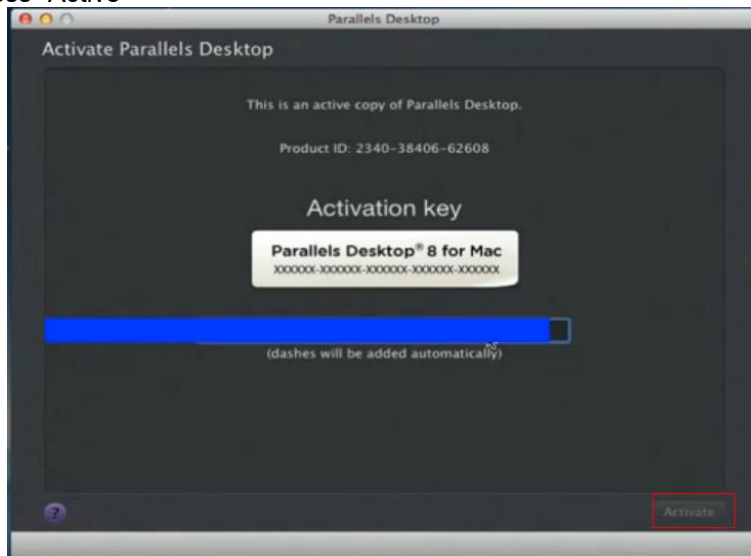 Parallels Desktop
Activate Parallels Desktop
This is an active copy of Parallels Desktop.
Product ID: 2340-38406-62608
Activation key
Parallels Desktop® 8 for Mac
XXXXXX-XXXXXX-XXXXXX-XXXXXX-XXXXXX
(dashes will be added automatically)
?
Activate